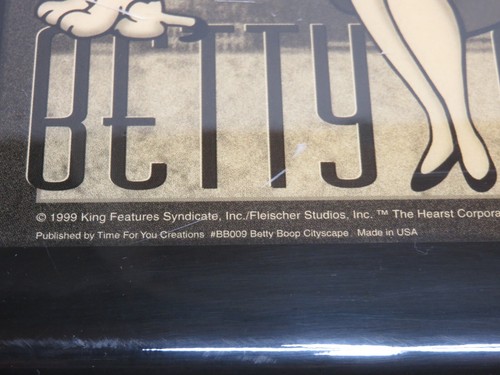 BETTY
© 1999 King Features Syndicate, Inc./Fleischer Studios, Inc. ™ The Hearst Corpora
Published by Time For You Creations #BB009 Betty Boop Cityscape Made in USA